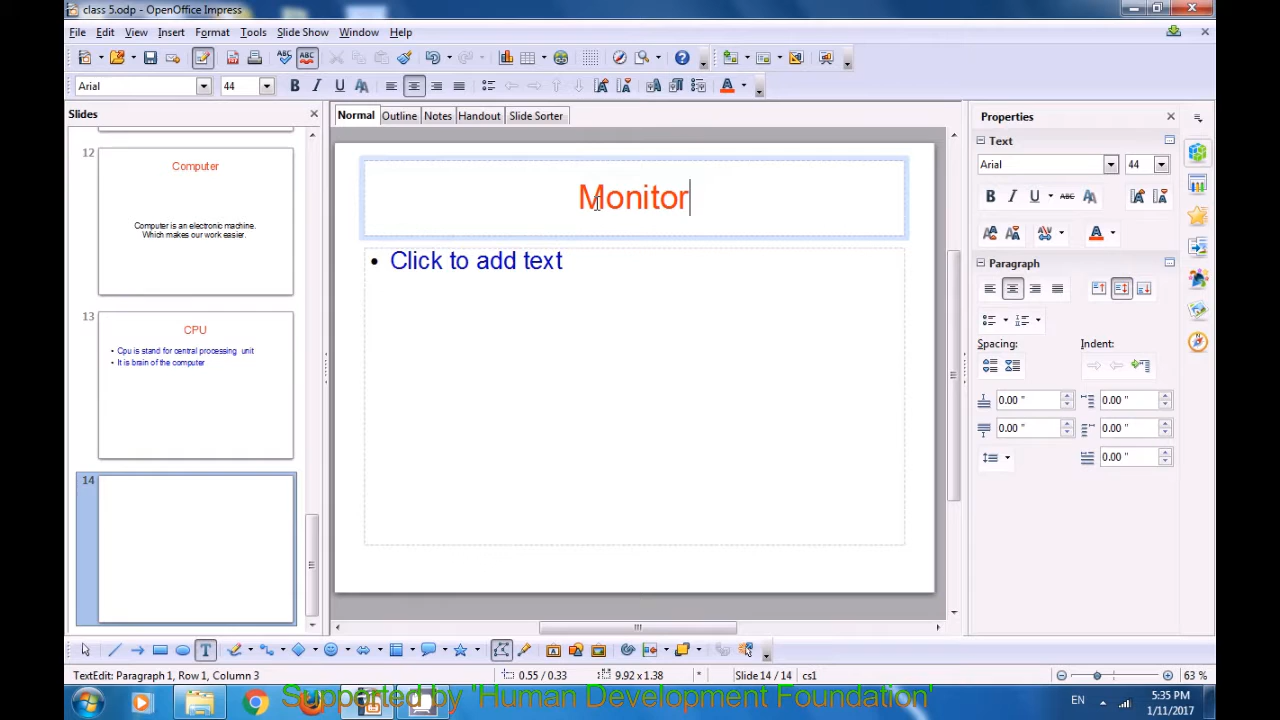 class 5.odp - OpenOffice Impress
File Edit View Insert Format Tools Slide Show Window Help
Arial 44
Slides
Normal Outline Notes Handout Slide Sorter
Properties
Text
Arial 44
12
Computer
Computer is an electronic machine.
Which makes our work easier.
13
CPU
Cpu is stand for central processing unit
It is brain of the computer
14
Monitor
• Click to add text
Paragraph
Spacing: Indent:
0.00 " 0.00 "
0.00 " 0.00 "
0.00 "
TextEdit: Paragraph 1, Row 1, Column 3 0.55 / 0.33 9.92 x 1.38 * Slide 14 / 14 cs1 63 %
Supported by 'Human Development Foundation'
EN 5:35 PM
1/11/2017